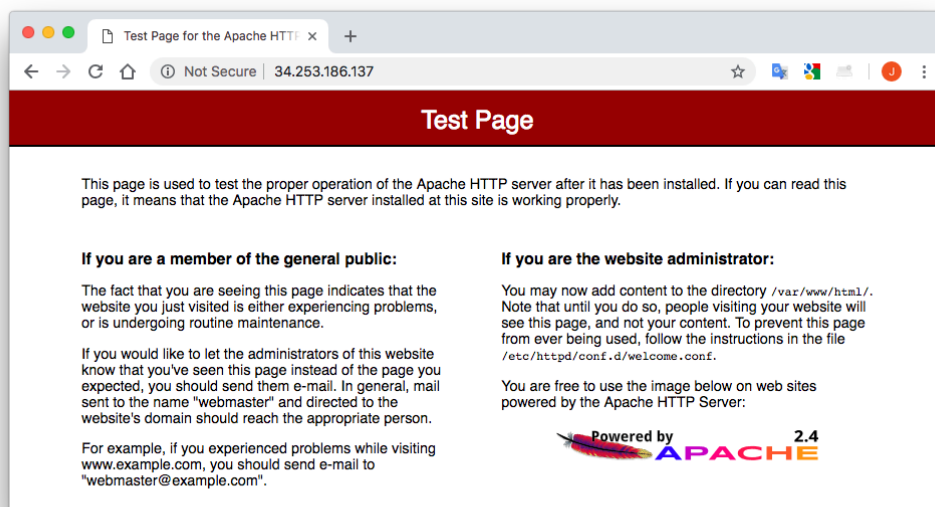 Test Page for the Apache HTT
Not Secure | 34.253.186.137
J
Test Page
This page is used to test the proper operation of the Apache HTTP server after it has been installed. If you can read this
page, it means that the Apache HTTP server installed at this site is working properly.
If you are a member of the general public:
The fact that you are seeing this page indicates that the
website you just visited is either experiencing problems,
or is undergoing routine maintenance.
If you would like to let the administrators of this website
know that you've seen this page instead of the page you
expected, you should send them e-mail. In general, mail
sent to the name "webmaster" and directed to the
website's domain should reach the appropriate person.
For example, if you experienced problems while visiting
www.example.com, you should send e-mail to
"webmaster@example.com".
If you are the website administrator:
You may now add content to the directory /var/www/html/.
Note that until you do so, people visiting your website will
see this page, and not your content. To prevent this page
from ever being used, follow the instructions in the file
/etc/httpd/conf.d/welcome.conf.
You are free to use the image below on web sites
powered by the Apache HTTP Server:
Powered by 2.4
APACHE